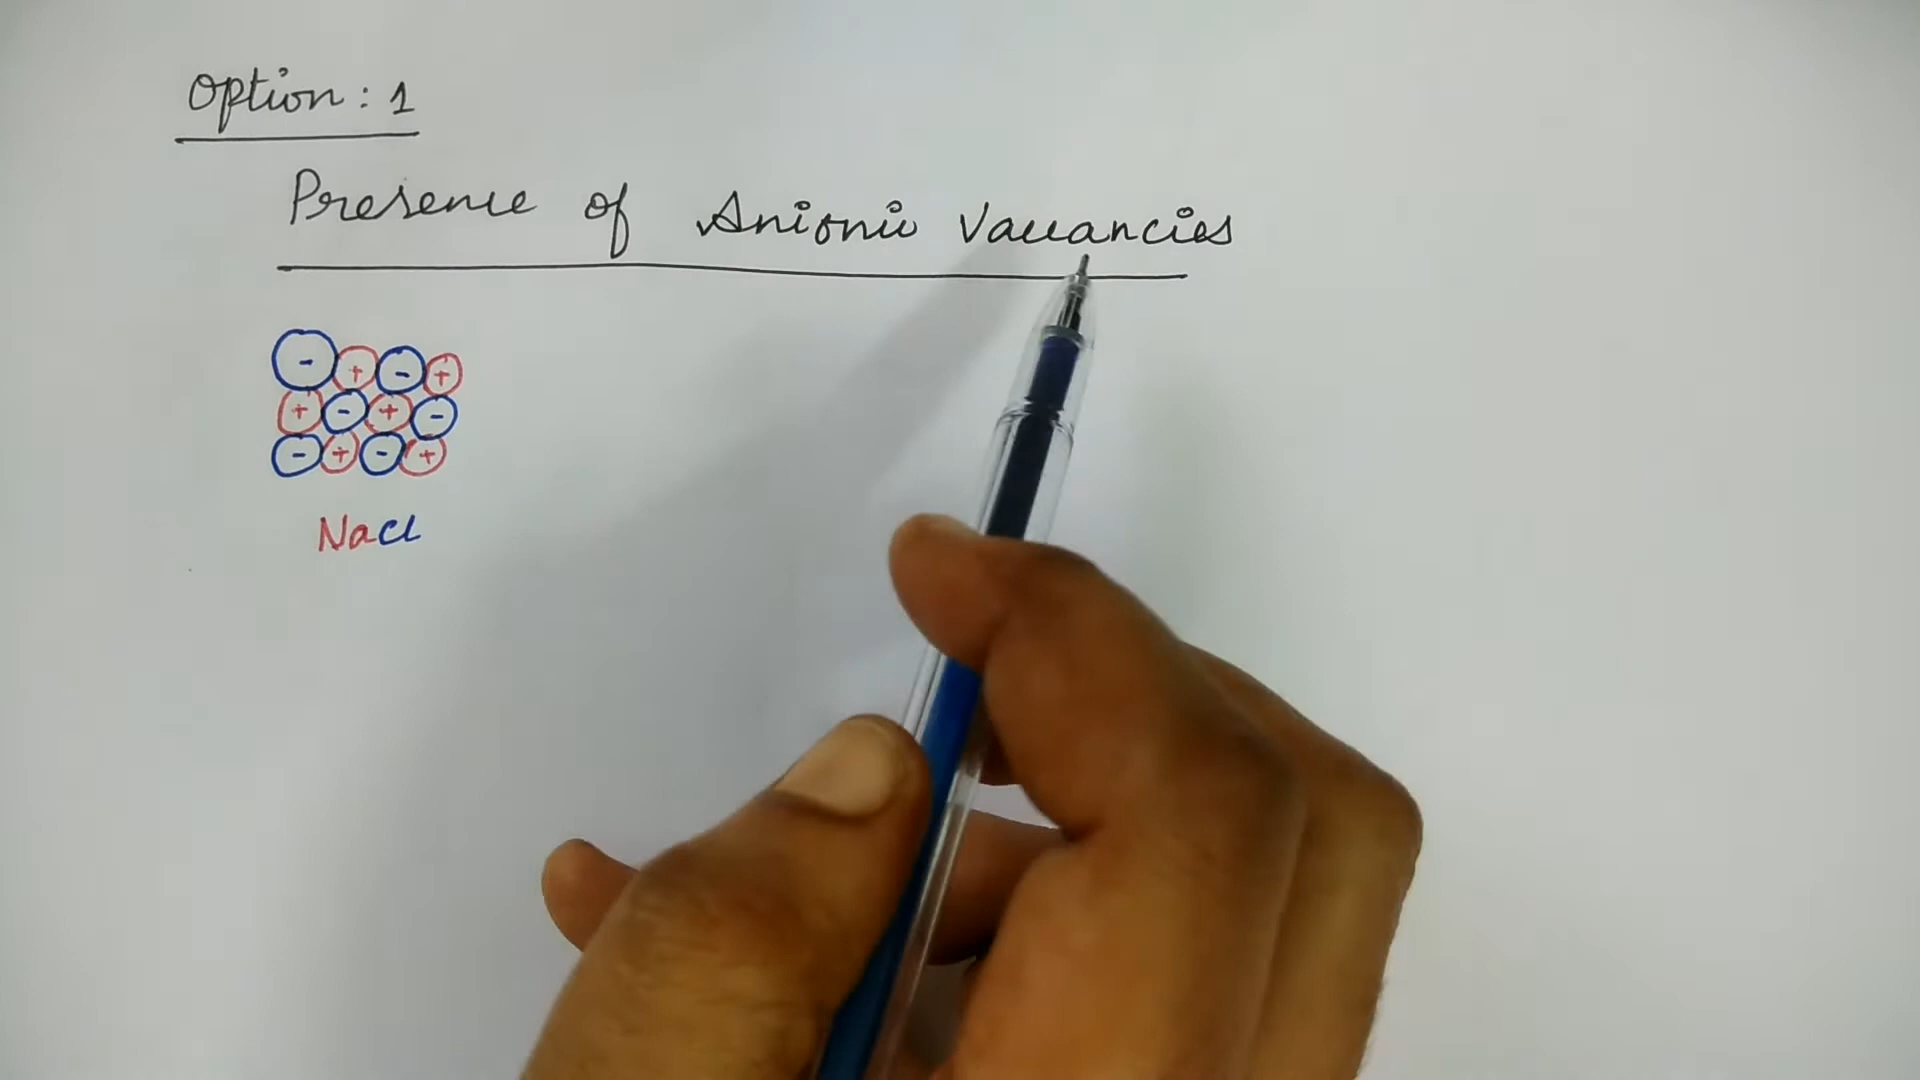 Option : 1
Presence of Anionic Vacancies
- + - +
+ - + -
- + - +
NaCl